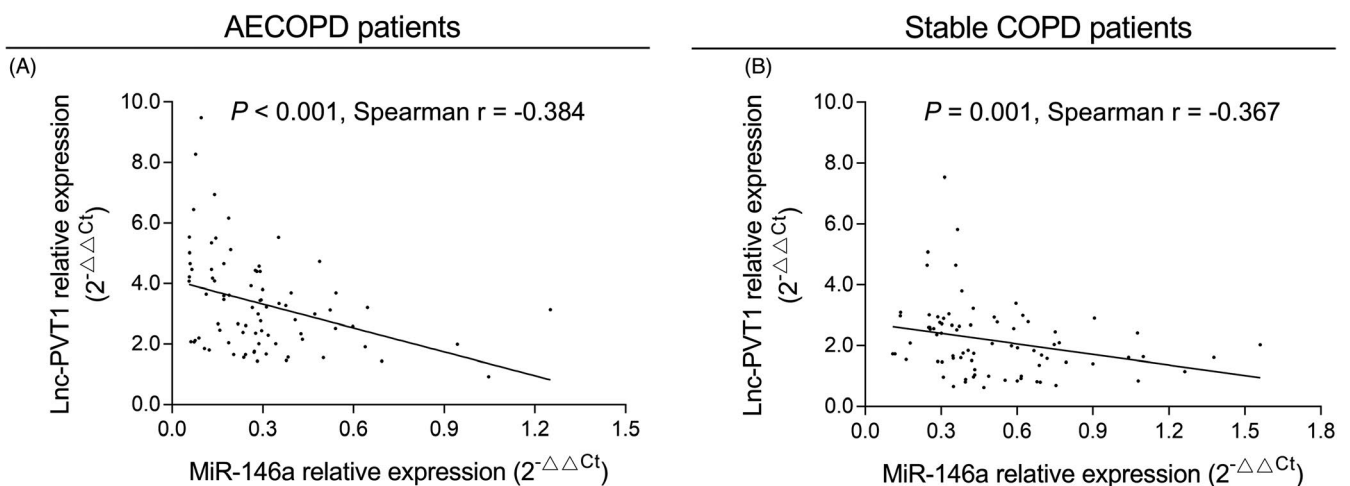 AECOPD patients
Stable COPD patients
(A)
P < 0.001, Spearman r = -0.384
Lnc-PVT1 relative expression
(2-△△Ct)
10.0
8.0
6.0
4.0
2.0
0.0
0.0 0.3 0.6 0.9 1.2 1.5
MiR-146a relative expression (2-△△Ct)
(B)
P = 0.001, Spearman r = -0.367
Lnc-PVT1 relative expression
(2-△△Ct)
10.0
8.0
6.0
4.0
2.0
0.0
0.0 0.3 0.6 0.9 1.2 1.5 1.8
MiR-146a relative expression (2-△△Ct)